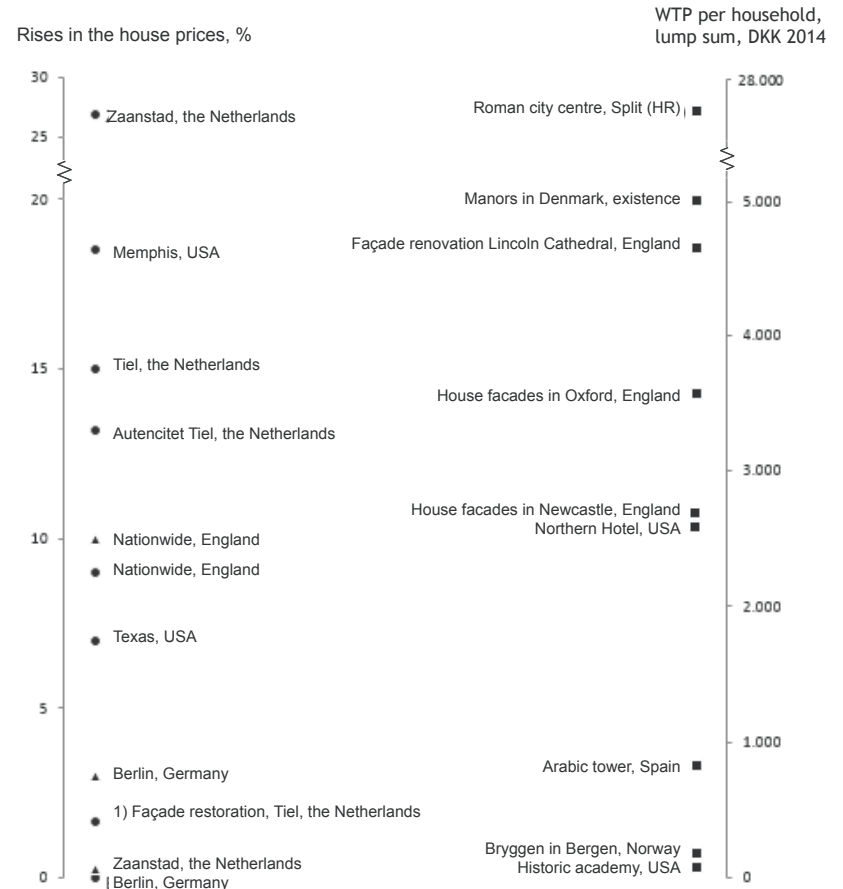 Rises in the house prices, %
WTP per household,
lump sum, DKK 2014
30
25
20
15
10
5
0
Zaanstad, the Netherlands
Memphis, USA
Tiel, the Netherlands
Autencitet Tiel, the Netherlands
Nationwide, England
Nationwide, England
Texas, USA
Berlin, Germany
1) Façade restoration, Tiel, the Netherlands
Zaanstad, the Netherlands
Berlin, Germany
Roman city centre, Split (HR)
Manors in Denmark, existence
Façade renovation Lincoln Cathedral, England
House facades in Oxford, England
House facades in Newcastle, England
Northern Hotel, USA
Arabic tower, Spain
Bryggen in Bergen, Norway
Historic academy, USA
28.000
5.000
4.000
3.000
2.000
1.000
0